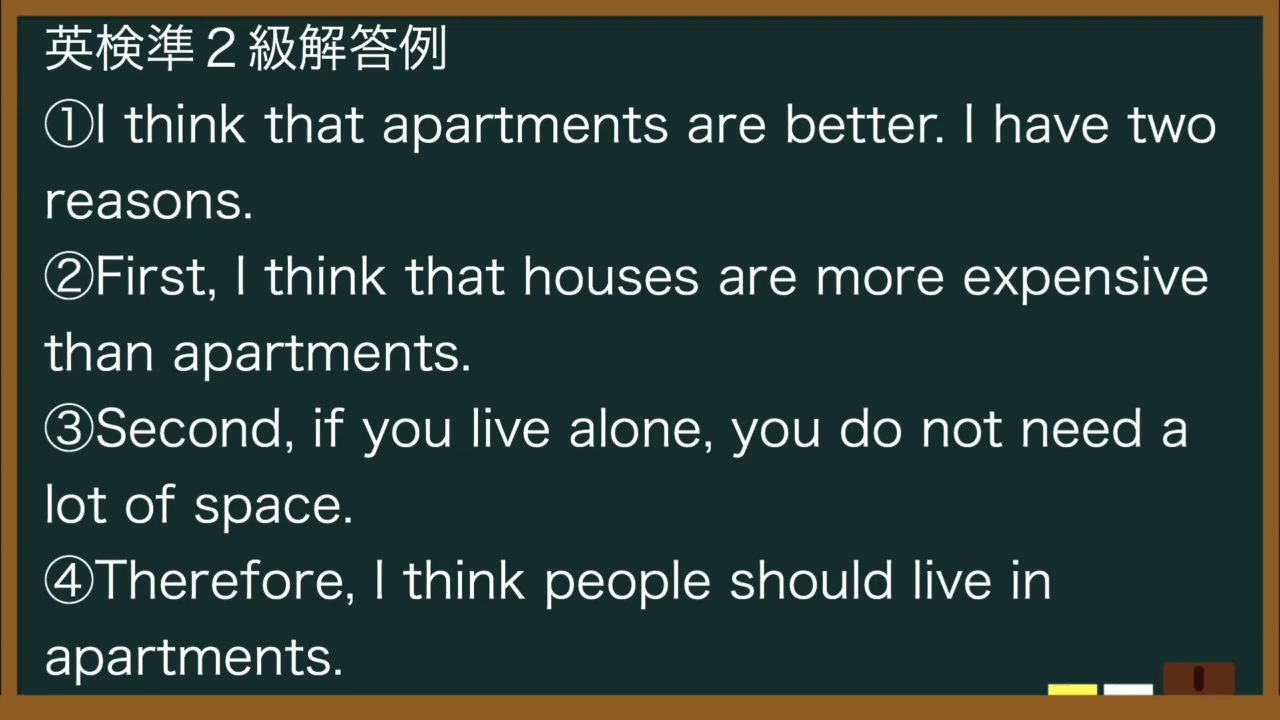 英検準２級解答例
①I think that apartments are better. I have two
reasons.
②First, I think that houses are more expensive
than apartments.
③Second, if you live alone, you do not need a
lot of space.
④Therefore, I think people should live in
apartments.